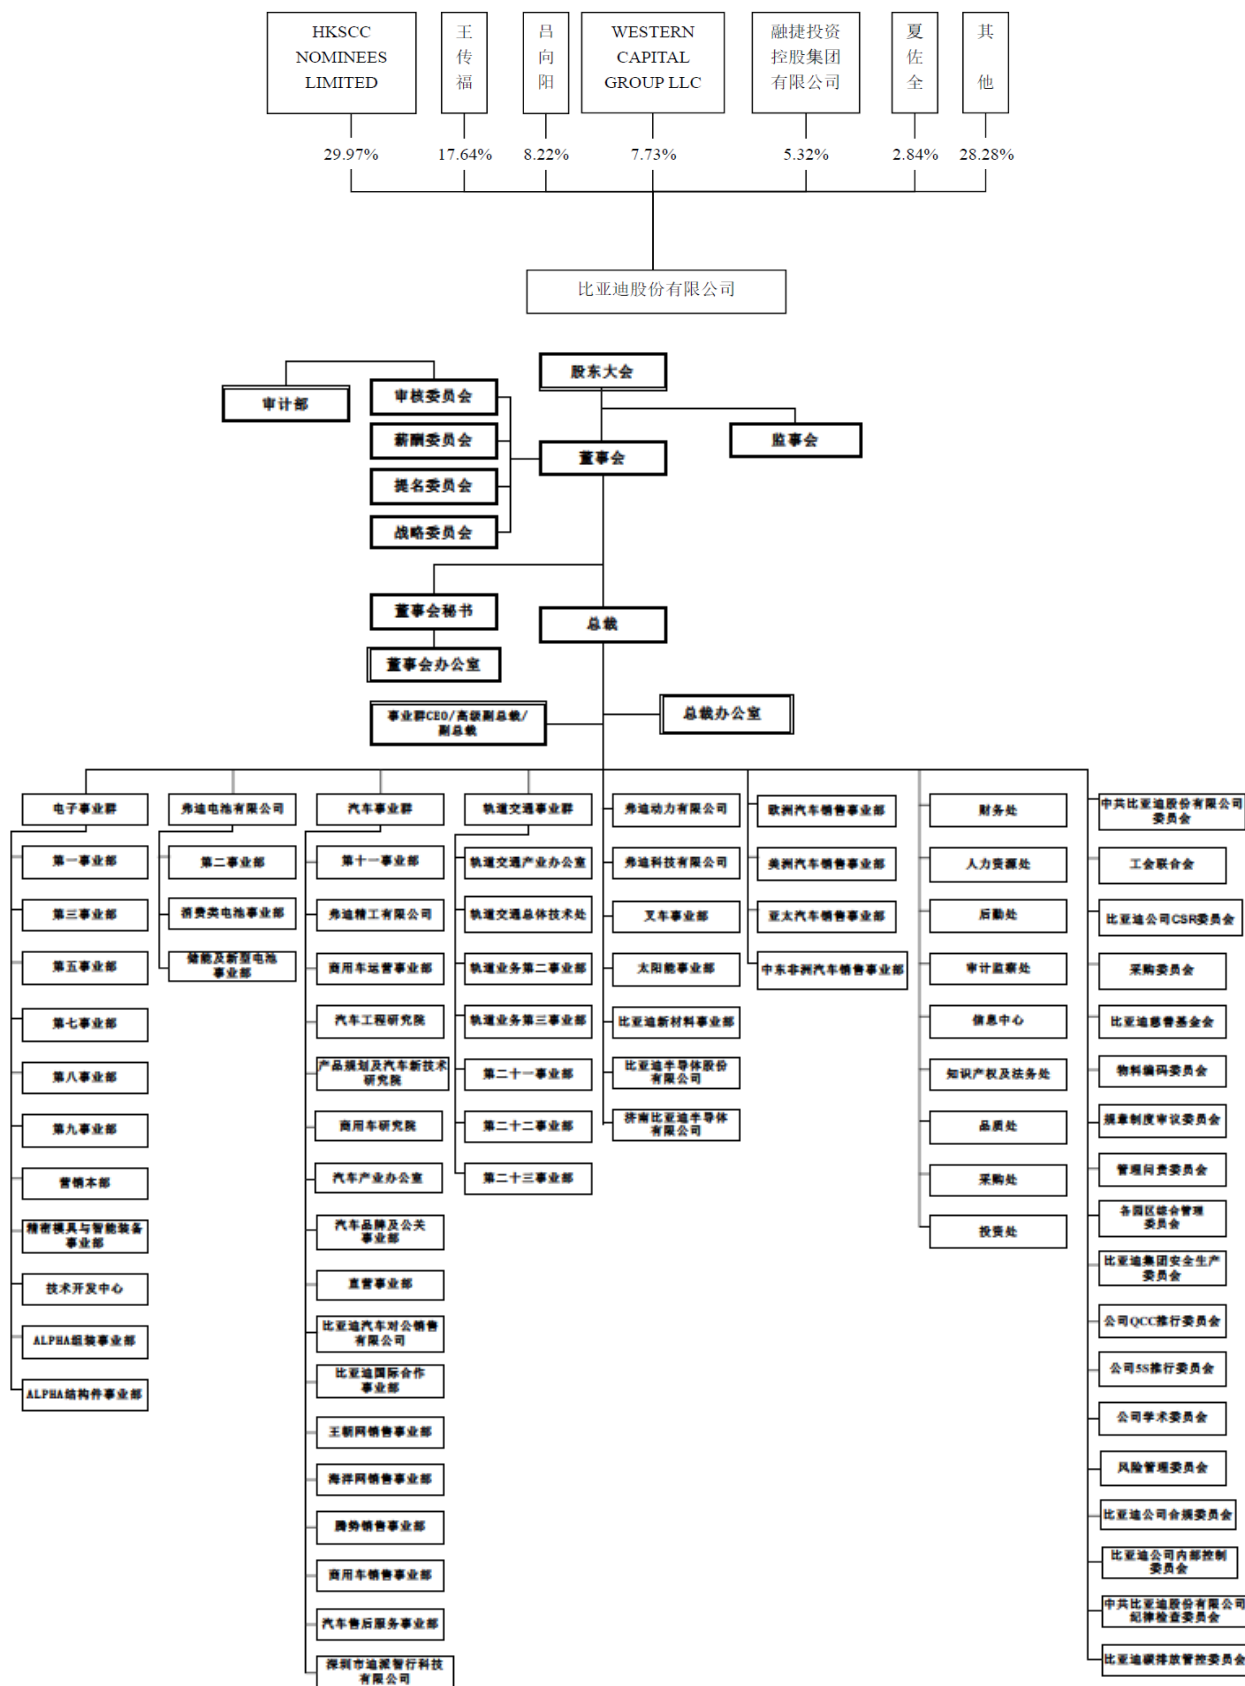 HKSCC
NOMINEES
LIMITED
王
传
福
吕
向
阳
WESTERN
CAPITAL
GROUP LLC
融捷投资
控股集团
有限公司
夏
佐
全
其
他
29.97%
17.64%
8.22%
7.73%
5.32%
2.84%
28.28%
比亚迪股份有限公司
股东大会
审计部
审核委员会
薪酬委员会
提名委员会
战略委员会
董事会
监事会
董事会秘书
总裁
董事会办公室
事业群CEO/高级副总裁/
副总裁
总裁办公室
电子事业群
第一事业部
第三事业部
第五事业部
第七事业部
第八事业部
第九事业部
营销本部
精密模具与智能装备
事业部
技术开发中心
ALPHA组装事业部
ALPHA结构件事业部
弗迪电池有限公司
第二事业部
消费类电池事业部
储能及新型电池
事业部
汽车事业群
第十一事业部
弗迪精工有限公司
商用车运营事业部
汽车工程研究院
产品规划及汽车新技术
研究院
商用车研究院
汽车产业办公室
汽车品牌及公关
事业部
直营事业部
比亚迪汽车对公销售
有限公司
比亚迪国际合作
事业部
王朝网销售事业部
海洋网销售事业部
腾势销售事业部
商用车销售事业部
汽车售后服务事业部
深圳市迪派智行科技
有限公司
轨道交通事业群
轨道交通产业办公室
轨道交通总体技术处
轨道业务第二事业部
轨道业务第三事业部
第二十一事业部
第二十二事业部
第二十三事业部
弗迪动力有限公司
弗迪科技有限公司
叉车事业部
太阳能事业部
比亚迪新材料事业部
比亚迪半导体股份
有限公司
济南比亚迪半导体
有限公司
欧洲汽车销售事业部
美洲汽车销售事业部
亚太汽车销售事业部
中东非洲汽车销售事业部
财务处
人力资源处
后勤处
审计监察处
信息中心
知识产权及法务处
品质处
采购处
投资处
中共比亚迪股份有限公司
委员会
工会联合会
比亚迪公司CSR委员会
采购委员会
比亚迪慈善基金会
物料编码委员会
规章制度审议委员会
管理问责委员会
各园区综合管理
委员会
比亚迪集团安全生产
委员会
公司QCC推行委员会
公司5S推行委员会
公司学术委员会
风险管理委员会
比亚迪公司合规委员会
比亚迪公司内部控制
委员会
中共比亚迪股份有限公司
纪律检查委员会
比亚迪碳排放管控委员会